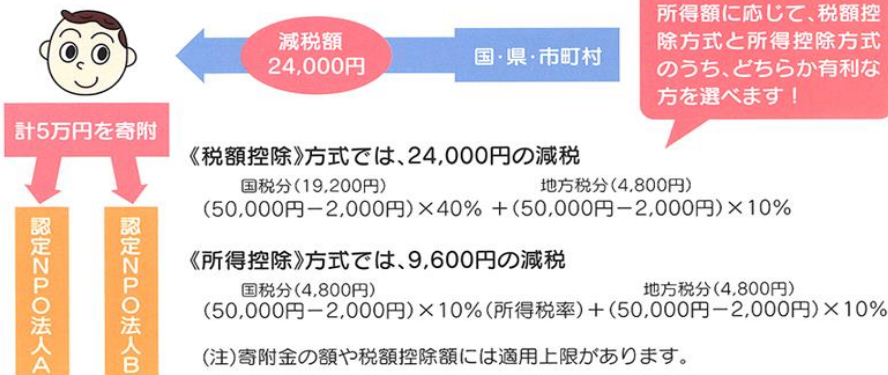 減税額
24,000円
国・県・市町村
所得額に応じて、税額控
除方式と所得控除方式
のうち、どちらか有利な
方を選べます！
計5万円を寄附
認定NPO法人A
認定NPO法人B
《税額控除》方式では、24,000円の減税
国税分(19,200円) 地方税分(4,800円)
(50,000円－2,000円)×40% ＋(50,000円－2,000円)×10%
《所得控除》方式では、9,600円の減税
国税分(4,800円) 地方税分(4,800円)
(50,000円－2,000円)×10%(所得税率)＋(50,000円－2,000円)×10%
(注)寄附金の額や税額控除額には適用上限があります。